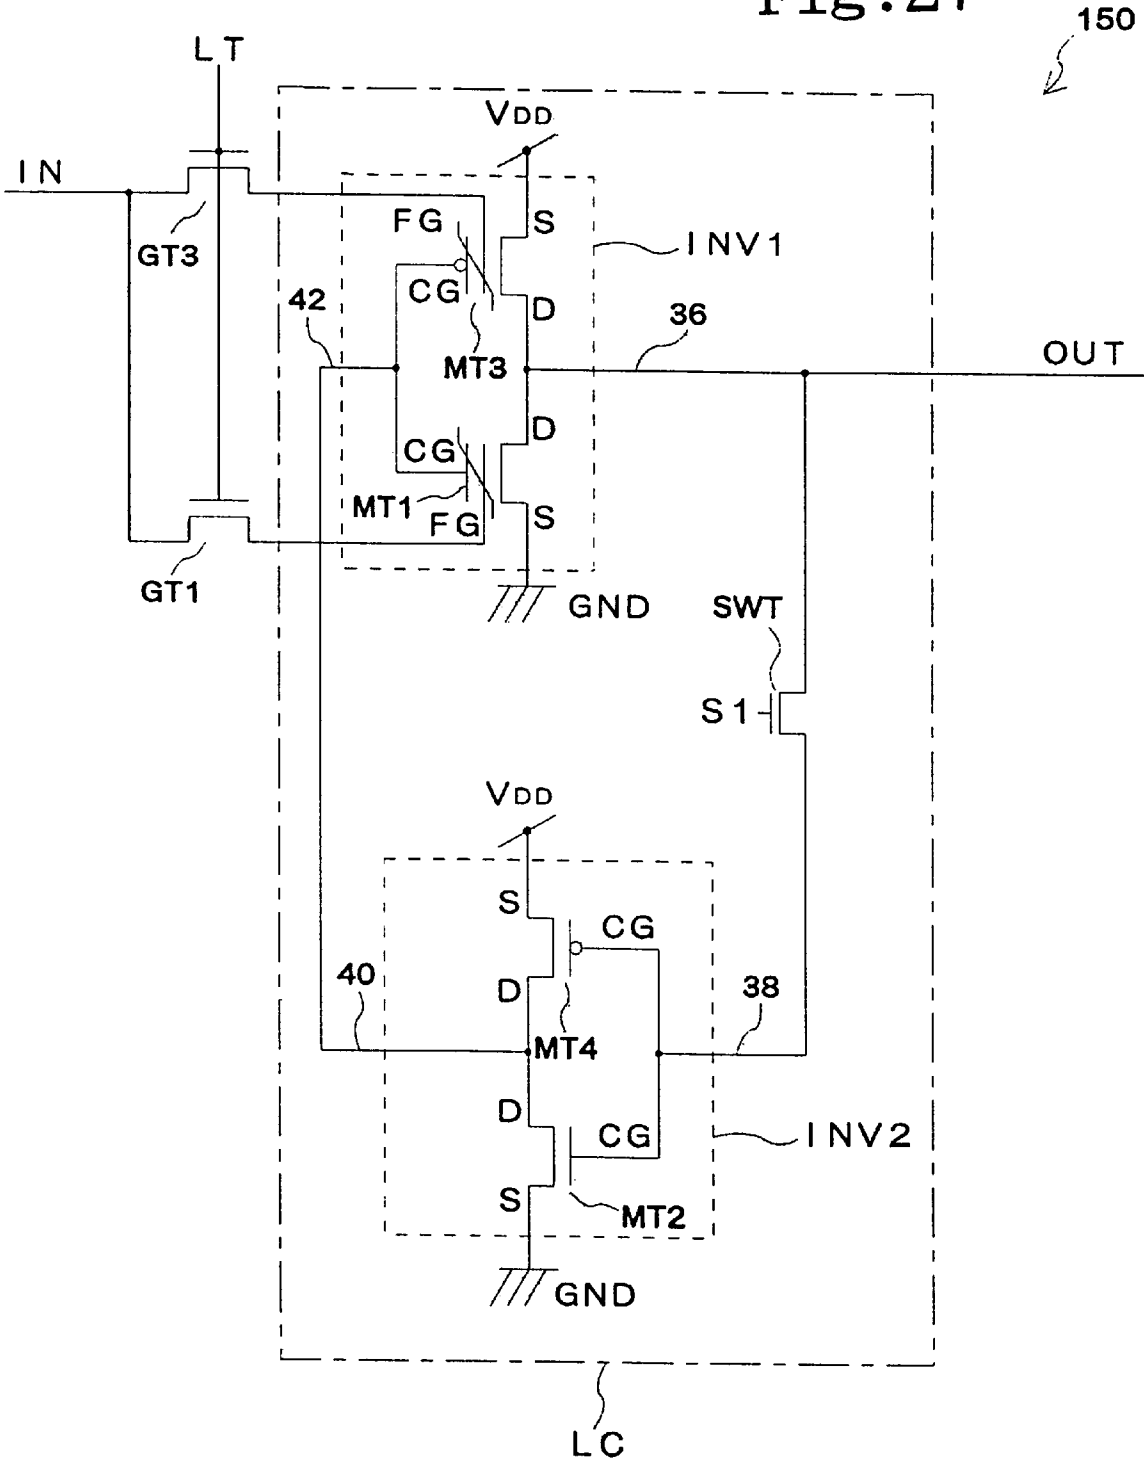 Fig.27
150
LT
VDD
IN
FG
S
INV1
GT3
CG
42
D
36
MT3
OUT
D
CG
MT1
FG
S
GT1
GND
SWT
S1
VDD
S
CG
40
D
38
MT4
D
CG
INV2
S
MT2
GND
LC